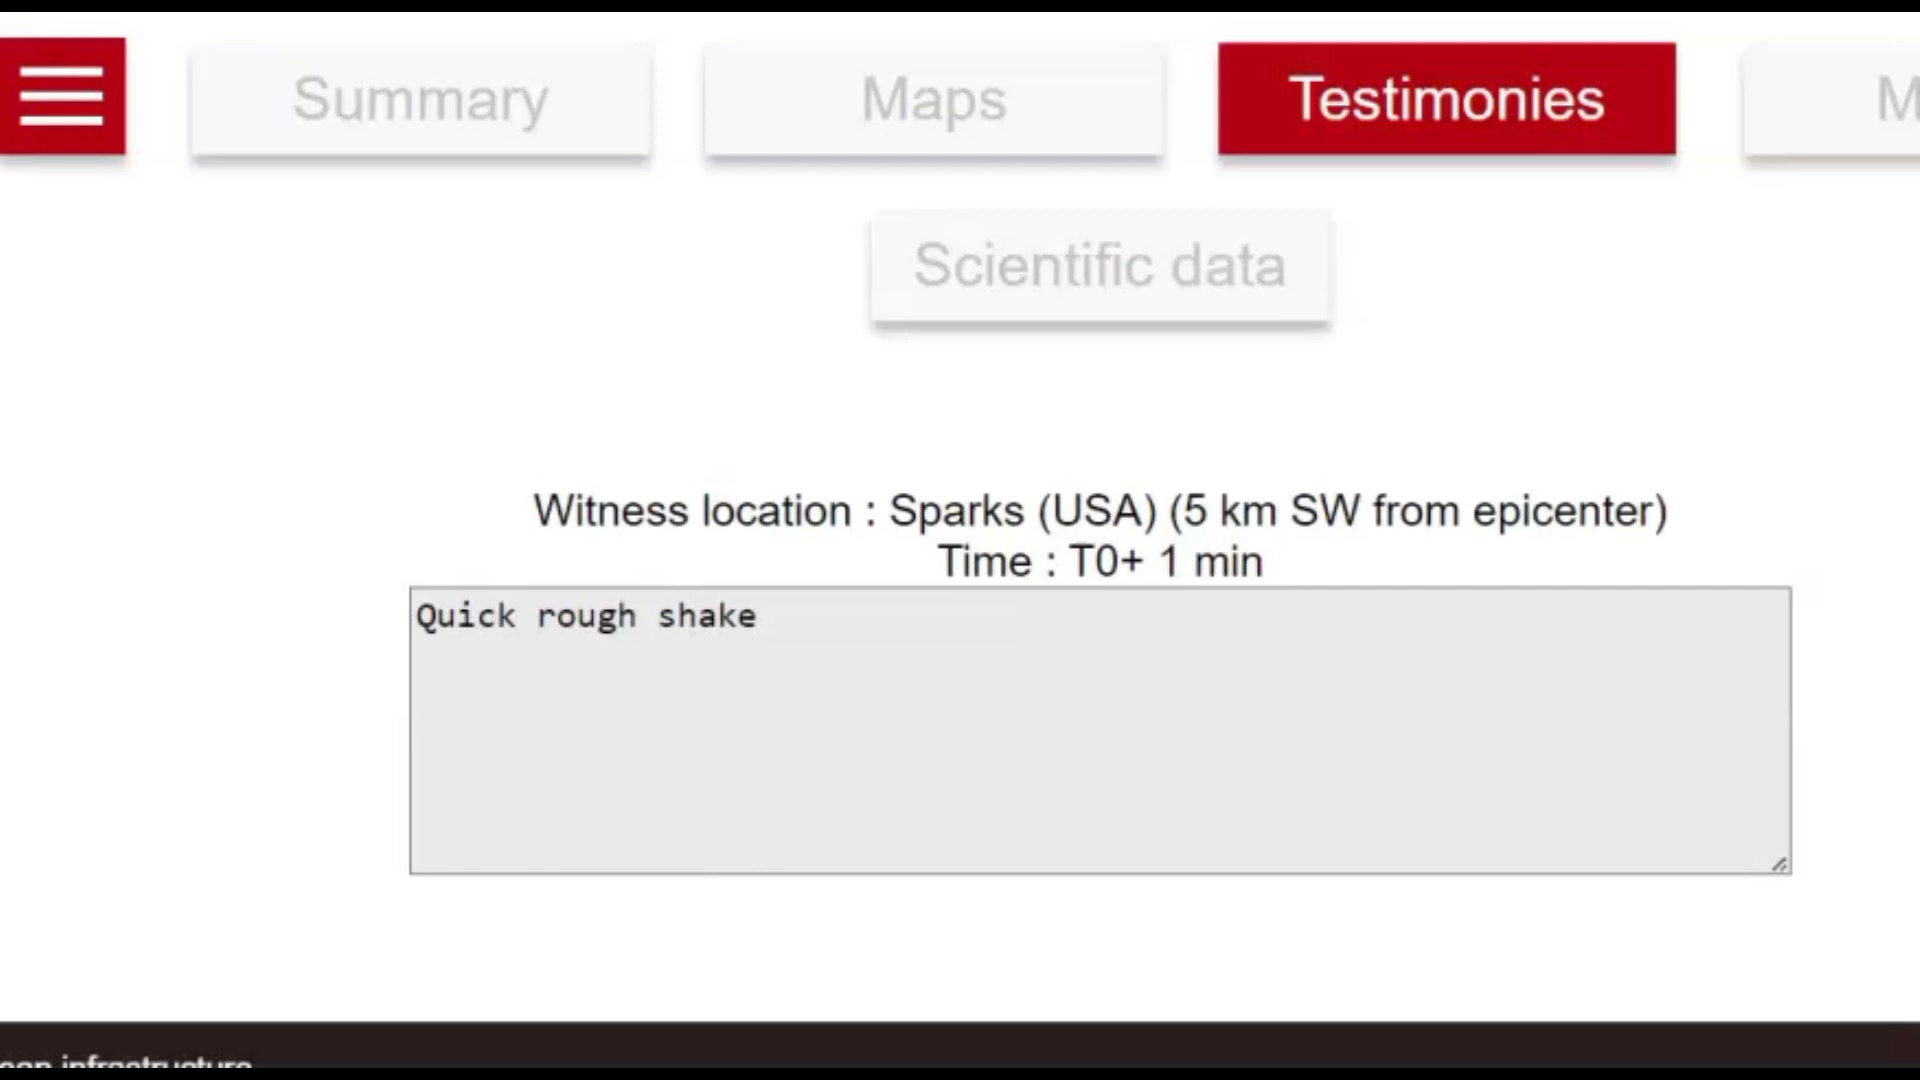 Summary Maps Testimonies M
Scientific data
Witness location : Sparks (USA) (5 km SW from epicenter)
Time : T0+ 1 min
Quick rough shake
infrastructure